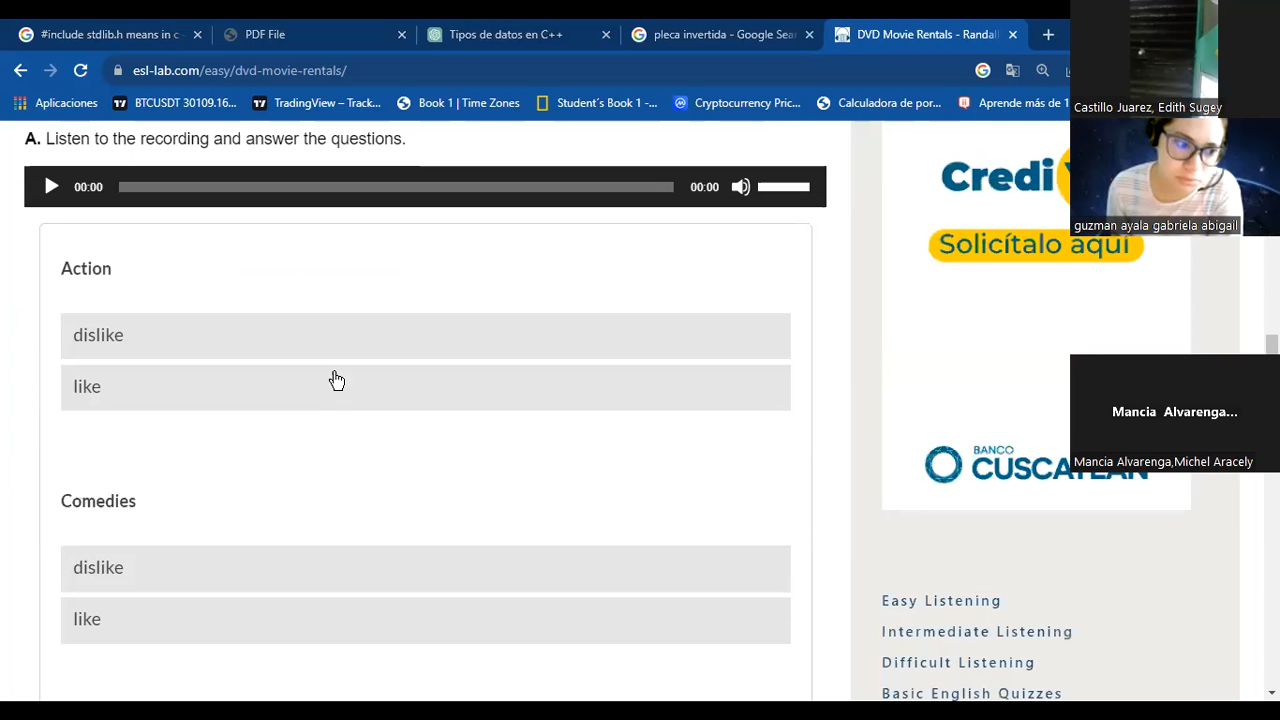 #include stdlib.h means in c
PDF File
Tipos de datos en C++
pleca invertida - Google Sear
DVD Movie Rentals - Randall
esl-lab.com/easy/dvd-movie-rentals/
Aplicaciones
BTCUSDT 30109.16...
TradingView – Track...
Book 1 | Time Zones
Student´s Book 1 -...
Cryptocurrency Pric...
Calculadora de por...
Aprende más de 1
A. Listen to the recording and answer the questions.
00:00
00:00
Action
dislike
like
Comedies
dislike
like
Credi
Solicítalo aquí
BANCO
CUSCATLAN
Easy Listening
Intermediate Listening
Difficult Listening
Basic English Quizzes
Castillo Juarez, Edith Sugey
guzman ayala gabriela abigail
Mancia Alvarenga...
Mancia Alvarenga,Michel Aracely